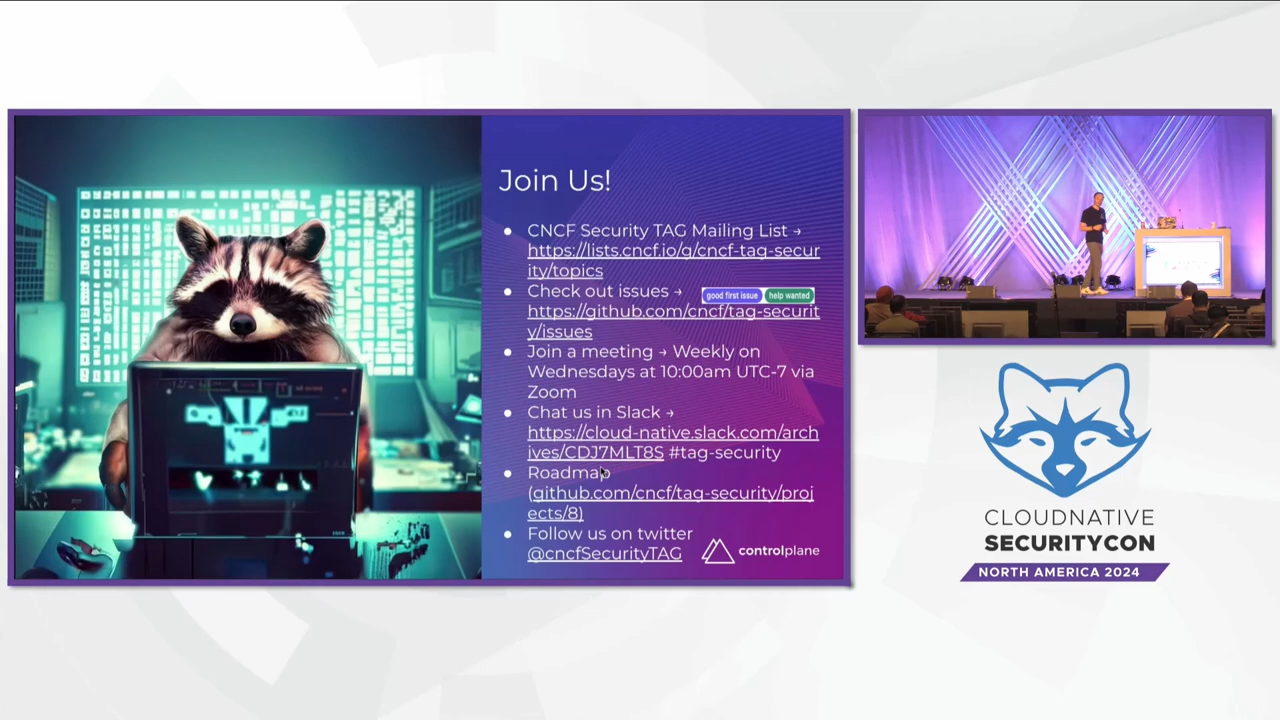 Join Us!
CNCF Security TAG Mailing List →
https://lists.cncf.io/g/cncf-tag-secur
ity/topics
Check out issues → good first issue help wanted
https://github.com/cncf/tag-securit
y/issues
Join a meeting → Weekly on
Wednesdays at 10:00am UTC-7 via
Zoom
Chat us in Slack →
https://cloud-native.slack.com/arch
ives/CDJ7MLT8S #tag-security
Roadmap
(github.com/cncf/tag-security/proj
ects/8)
Follow us on twitter
@cncfSecurityTAG
controlplane
CLOUDNATIVE
SECURITYCON
NORTH AMERICA 2024